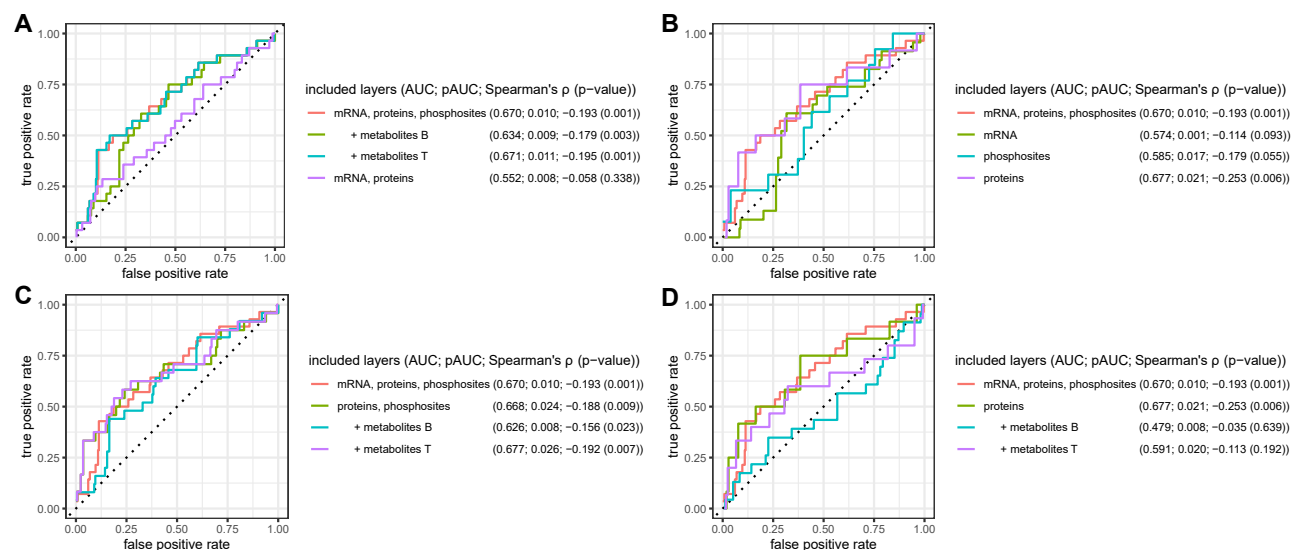 A
true positive rate
1.00
0.75
0.50
0.25
0.00
0.00 0.25 0.50 0.75 1.00
false positive rate
included layers (AUC; pAUC; Spearman's ρ (p−value))
mRNA, proteins, phosphosites (0.670; 0.010; −0.193 (0.001))
+ metabolites B (0.634; 0.009; −0.179 (0.003))
+ metabolites T (0.671; 0.011; −0.195 (0.001))
mRNA, proteins (0.552; 0.008; −0.058 (0.338))
B
true positive rate
1.00
0.75
0.50
0.25
0.00
0.00 0.25 0.50 0.75 1.00
false positive rate
included layers (AUC; pAUC; Spearman's ρ (p−value))
mRNA, proteins, phosphosites (0.670; 0.010; −0.193 (0.001))
mRNA (0.574; 0.001; −0.114 (0.093))
phosphosites (0.585; 0.017; −0.179 (0.055))
proteins (0.677; 0.021; −0.253 (0.006))
C
true positive rate
1.00
0.75
0.50
0.25
0.00
0.00 0.25 0.50 0.75 1.00
false positive rate
included layers (AUC; pAUC; Spearman's ρ (p−value))
mRNA, proteins, phosphosites (0.670; 0.010; −0.193 (0.001))
proteins, phosphosites (0.668; 0.024; −0.188 (0.009))
+ metabolites B (0.626; 0.008; −0.156 (0.023))
+ metabolites T (0.677; 0.026; −0.192 (0.007))
D
true positive rate
1.00
0.75
0.50
0.25
0.00
0.00 0.25 0.50 0.75 1.00
false positive rate
included layers (AUC; pAUC; Spearman's ρ (p−value))
mRNA, proteins, phosphosites (0.670; 0.010; −0.193 (0.001))
proteins (0.677; 0.021; −0.253 (0.006))
+ metabolites B (0.479; 0.008; −0.035 (0.639))
+ metabolites T (0.591; 0.020; −0.113 (0.192))